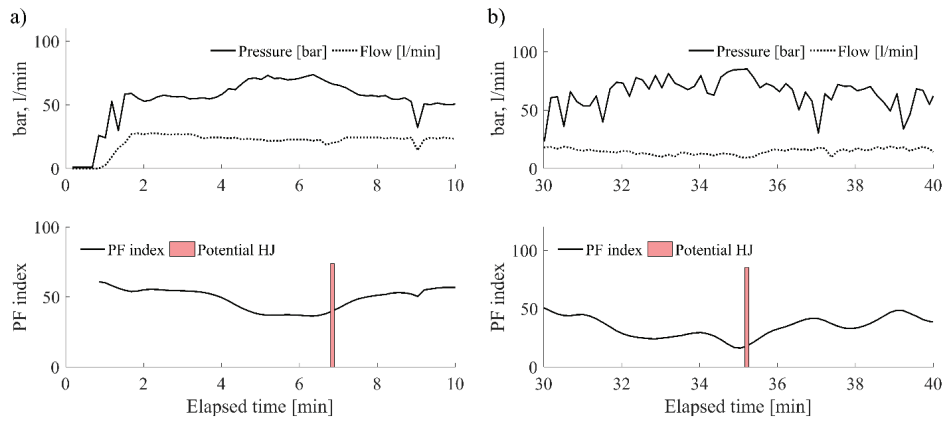 a)
100
50
0
bar, l/min
Pressure [bar] Flow [l/min]
0 2 4 6 8 10
100
50
0
PF index
PF index Potential HJ
0 2 4 6 8 10
Elapsed time [min]
b)
100
50
0
bar, l/min
Pressure [bar] Flow [l/min]
30 32 34 36 38 40
100
50
0
PF index
PF index Potential HJ
30 32 34 36 38 40
Elapsed time [min]